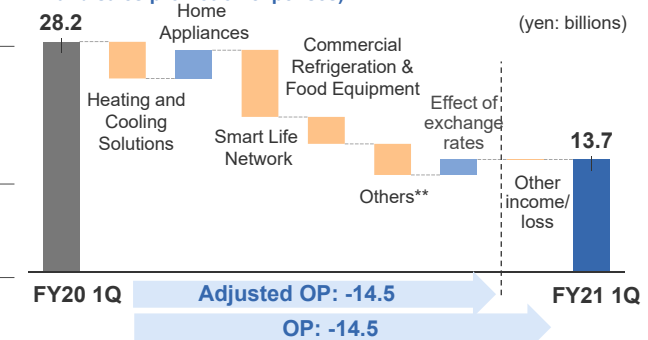 28.2
Home
Appliances
(yen: billions)
Commercial
Refrigeration &
Food Equipment
Heating and
Cooling
Solutions
Smart Life
Network
Effect of
exchange
rates
13.7
Others**
Other
income/
loss
FY20 1Q
Adjusted OP: -14.5
FY21 1Q
OP: -14.5